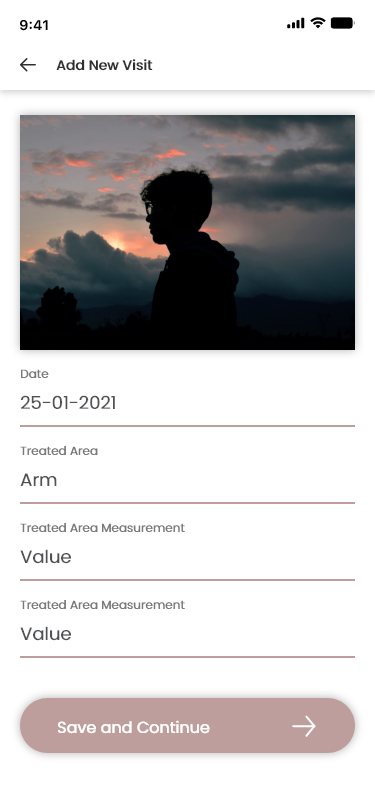 9:41
Add New Visit
Date
25-01-2021
Treated Area
Arm
Treated Area Measurement
Value
Treated Area Measurement
Value
Save and Continue